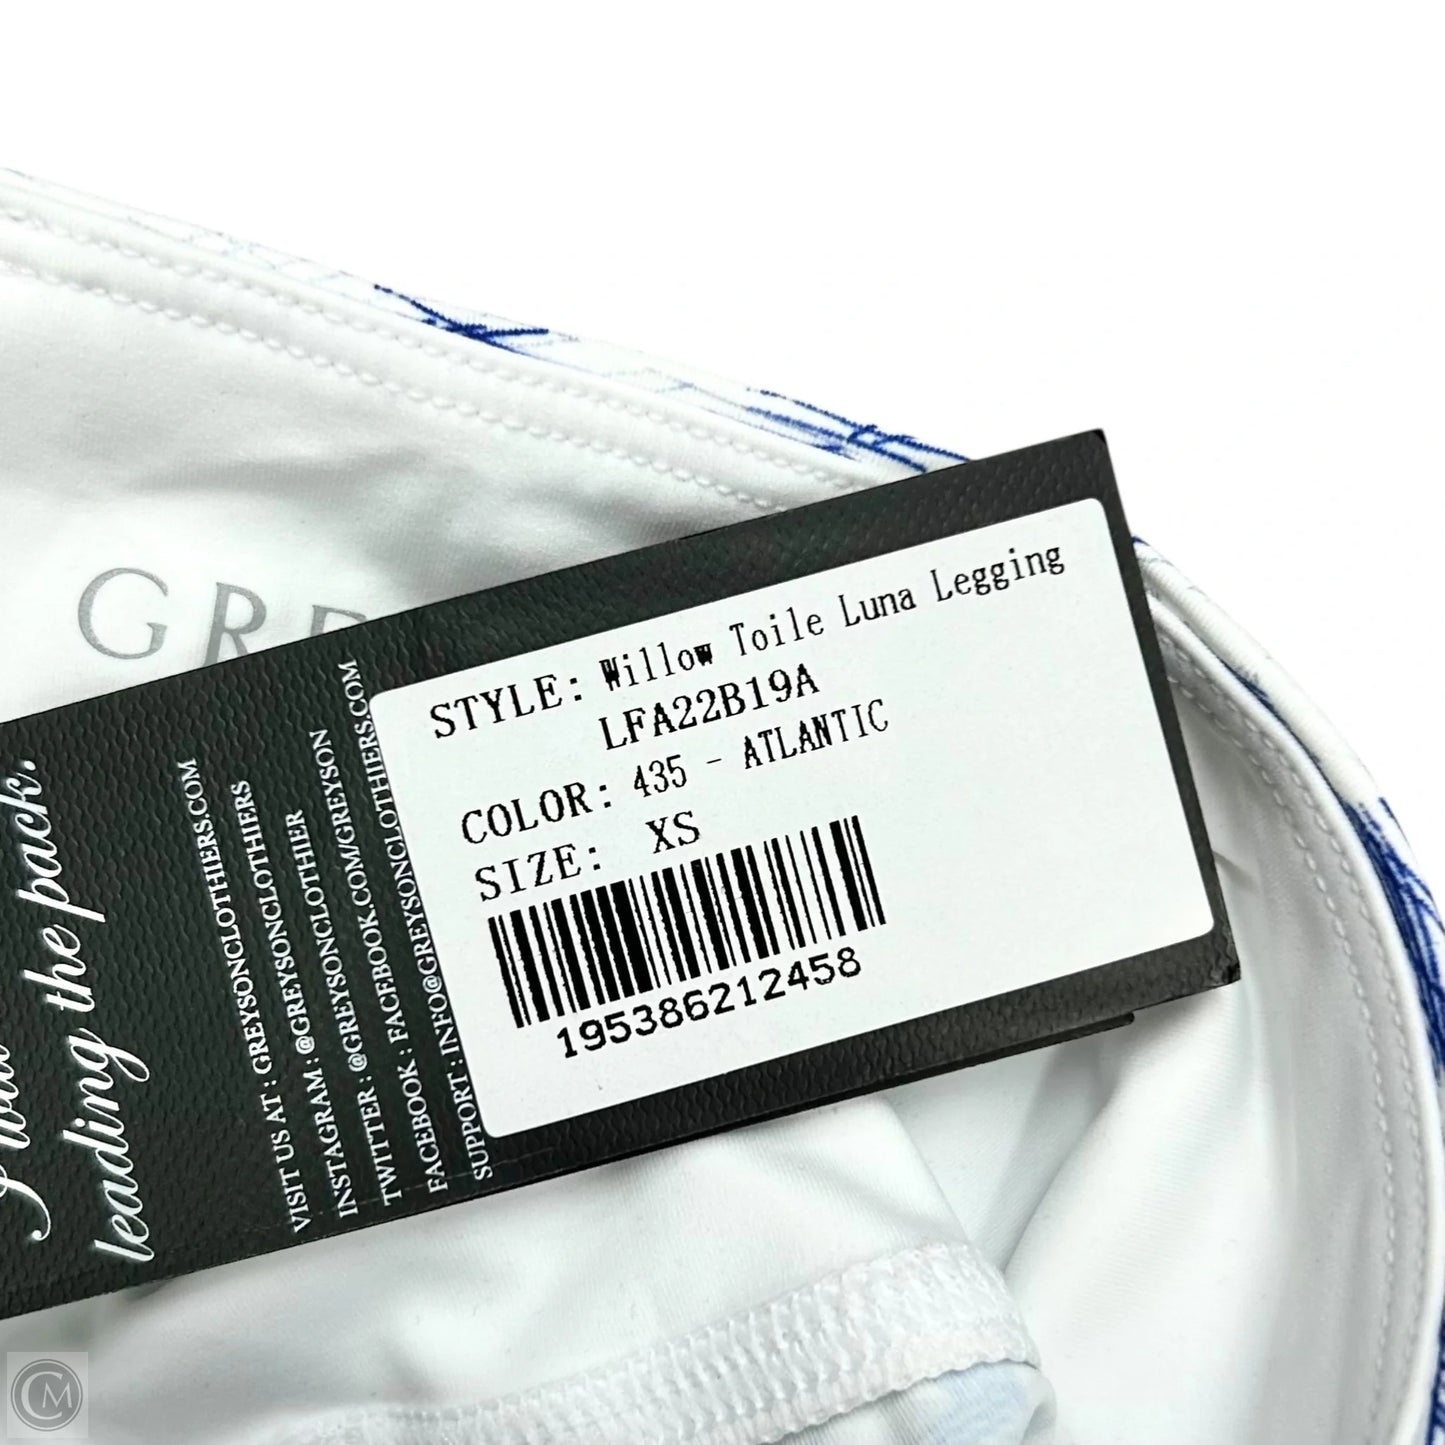 GRE
STYLE: Willow Toile Luna Legging
LFA22B19A
COLOR: 435 - ATLANTIC
SIZE: XS
195386212458
leading the pack.
VISIT US AT : GREYSONCLOTHIERS.COM
INSTAGRAM : @GREYSONCLOTHIERS
TWITTER : @GREYSONCLOTHIER
FACEBOOK : FACEBOOK.COM/GREYSON
SUPPORT : INFO@GREYSONCLOTHIERS.COM
CM